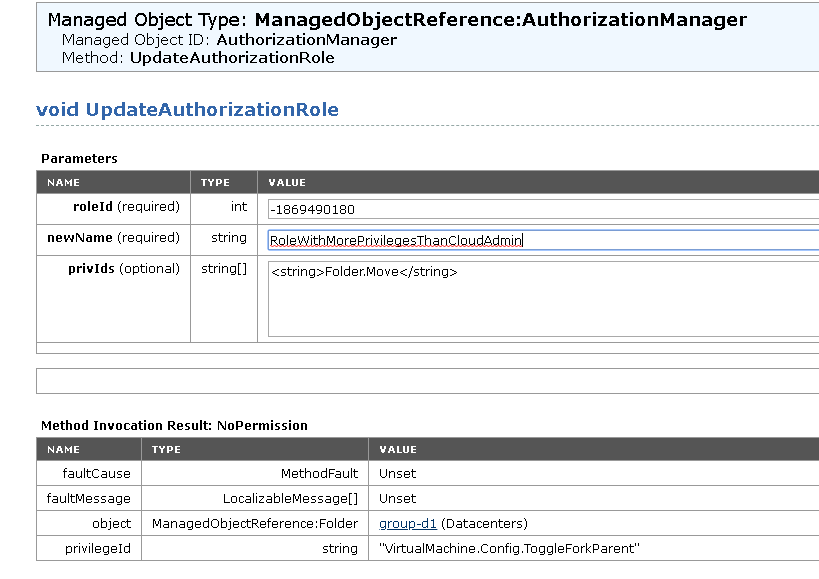 Managed Object Type: ManagedObjectReference:AuthorizationManager
Managed Object ID: AuthorizationManager
Method: UpdateAuthorizationRole
void UpdateAuthorizationRole
Parameters
NAME TYPE VALUE
roleId (required) int -1869490180
newName (required) string RoleWithMorePrivilegesThanCloudAdmin
privIds (optional) string[] <string>Folder.Move</string>
Method Invocation Result: NoPermission
NAME TYPE VALUE
faultCause MethodFault Unset
faultMessage LocalizableMessage[] Unset
object ManagedObjectReference:Folder group-d1 (Datacenters)
privilegeId string "VirtualMachine.Config.ToggleForkParent"